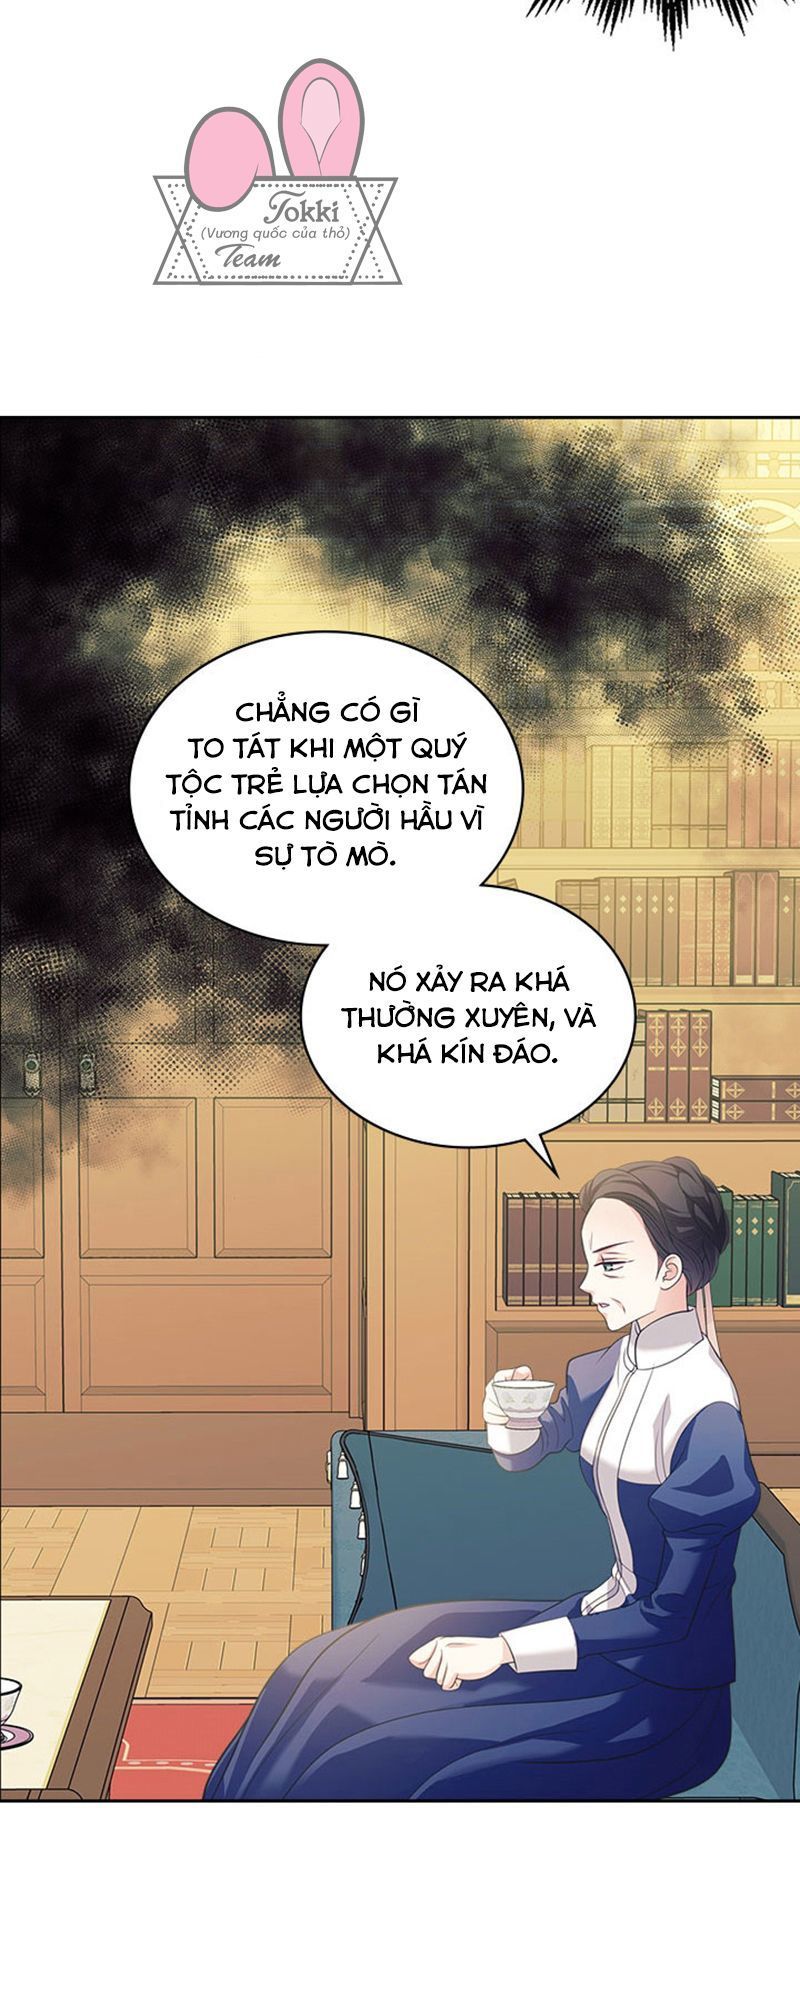 Tokki
(Vương quốc của thỏ)
Team
CHẲNG CÓ GÌ
TO TÁT KHI MỘT QUÝ
TỘC TRẺ LỰA CHỌN TÁN
TỈNH CÁC NGƯỜI HẦU VÌ
SỰ TÒ MÒ.
NÓ XẢY RA KHÁ
THƯỜNG XUYÊN, VÀ
KHÁ KÍN ĐÁO.